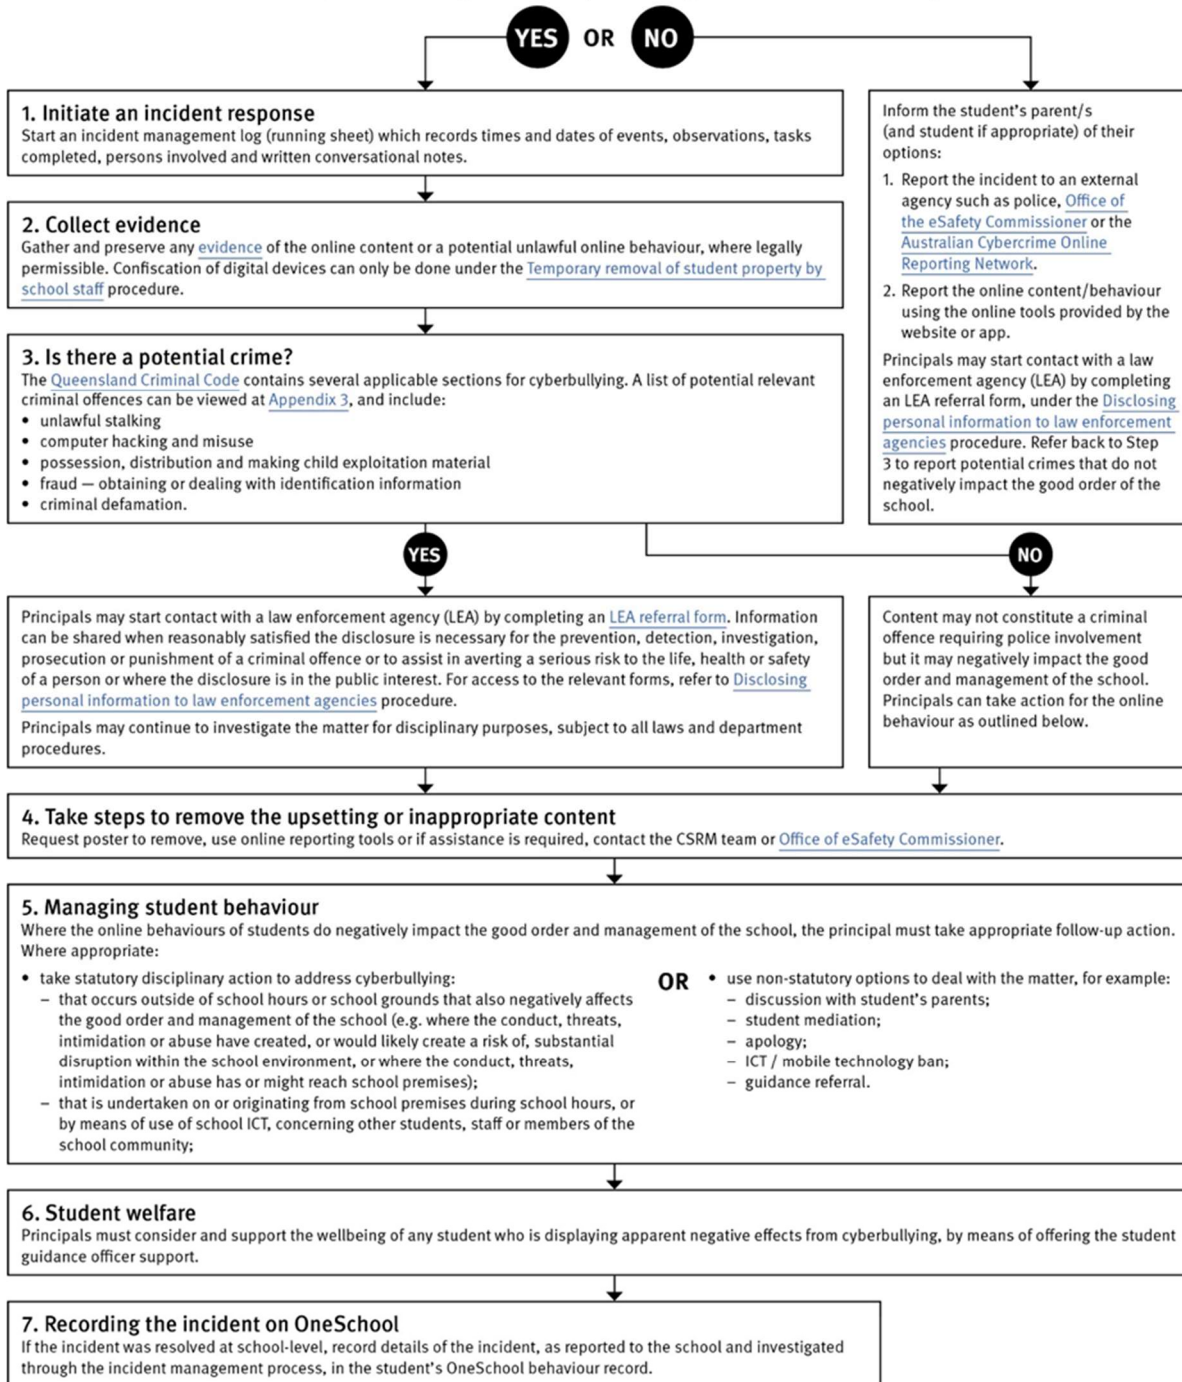 YES OR NO
1. Initiate an incident response
Start an incident management log (running sheet) which records times and dates of events, observations, tasks
completed, persons involved and written conversational notes.
2. Collect evidence
Gather and preserve any evidence of the online content or a potential unlawful online behaviour, where legally
permissible. Confiscation of digital devices can only be done under the Temporary removal of student property by
school staff procedure.
3. Is there a potential crime?
The Queensland Criminal Code contains several applicable sections for cyberbullying. A list of potential relevant
criminal offences can be viewed at Appendix 3, and include:
• unlawful stalking
• computer hacking and misuse
• possession, distribution and making child exploitation material
• fraud — obtaining or dealing with identification information
• criminal defamation.
Inform the student's parent/s
(and student if appropriate) of their
options:
1. Report the incident to an external
agency such as police, Office of
the eSafety Commissioner or the
Australian Cybercrime Online
Reporting Network.
2. Report the online content/behaviour
using the online tools provided by the
website or app.
Principals may start contact with a law
enforcement agency (LEA) by completing
an LEA referral form, under the Disclosing
personal information to law enforcement
agencies procedure. Refer back to Step
3 to report potential crimes that do not
negatively impact the good order of the
school.
YES
NO
Principals may start contact with a law enforcement agency (LEA) by completing an LEA referral form. Information
can be shared when reasonably satisfied the disclosure is necessary for the prevention, detection, investigation,
prosecution or punishment of a criminal offence or to assist in averting a serious risk to the life, health or safety
of a person or where the disclosure is in the public interest. For access to the relevant forms, refer to Disclosing
personal information to law enforcement agencies procedure.
Principals may continue to investigate the matter for disciplinary purposes, subject to all laws and department
procedures.
Content may not constitute a criminal
offence requiring police involvement
but it may negatively impact the good
order and management of the school.
Principals can take action for the online
behaviour as outlined below.
4. Take steps to remove the upsetting or inappropriate content
Request poster to remove, use online reporting tools or if assistance is required, contact the CSRM team or Office of eSafety Commissioner.
5. Managing student behaviour
Where the online behaviours of students do negatively impact the good order and management of the school, the principal must take appropriate follow-up action.
Where appropriate:
• take statutory disciplinary action to address cyberbullying:
– that occurs outside of school hours or school grounds that also negatively affects
the good order and management of the school (e.g. where the conduct, threats,
intimidation or abuse have created, or would likely create a risk of, substantial
disruption within the school environment, or where the conduct, threats,
intimidation or abuse has or might reach school premises);
– that is undertaken on or originating from school premises during school hours, or
by means of use of school ICT, concerning other students, staff or members of the
school community;
OR
• use non-statutory options to deal with the matter, for example:
– discussion with student's parents;
– student mediation;
– apology;
– ICT / mobile technology ban;
– guidance referral.
6. Student welfare
Principals must consider and support the wellbeing of any student who is displaying apparent negative effects from cyberbullying, by means of offering the student
guidance officer support.
7. Recording the incident on OneSchool
If the incident was resolved at school-level, record details of the incident, as reported to the school and investigated
through the incident management process, in the student's OneSchool behaviour record.